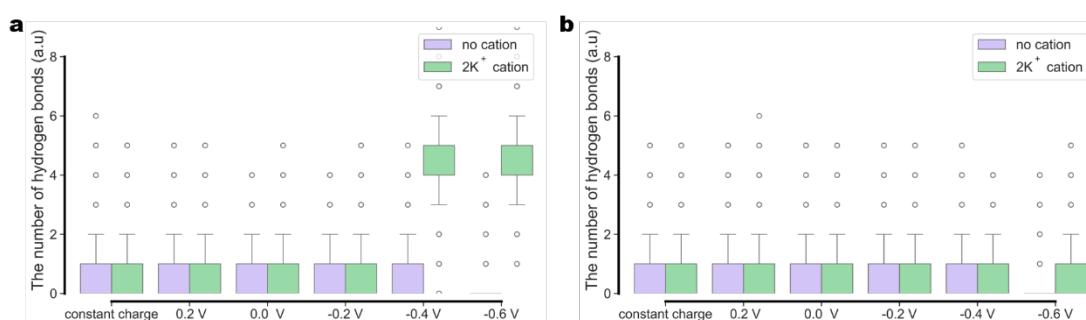 a
The number of hydrogen bonds (a.u)
8
6
4
2
0
no cation
2K+ cation
constant charge 0.2 V 0.0 V -0.2 V -0.4 V -0.6 V
b
The number of hydrogen bonds (a.u)
8
6
4
2
0
no cation
2K+ cation
constant charge 0.2 V 0.0 V -0.2 V -0.4 V -0.6 V